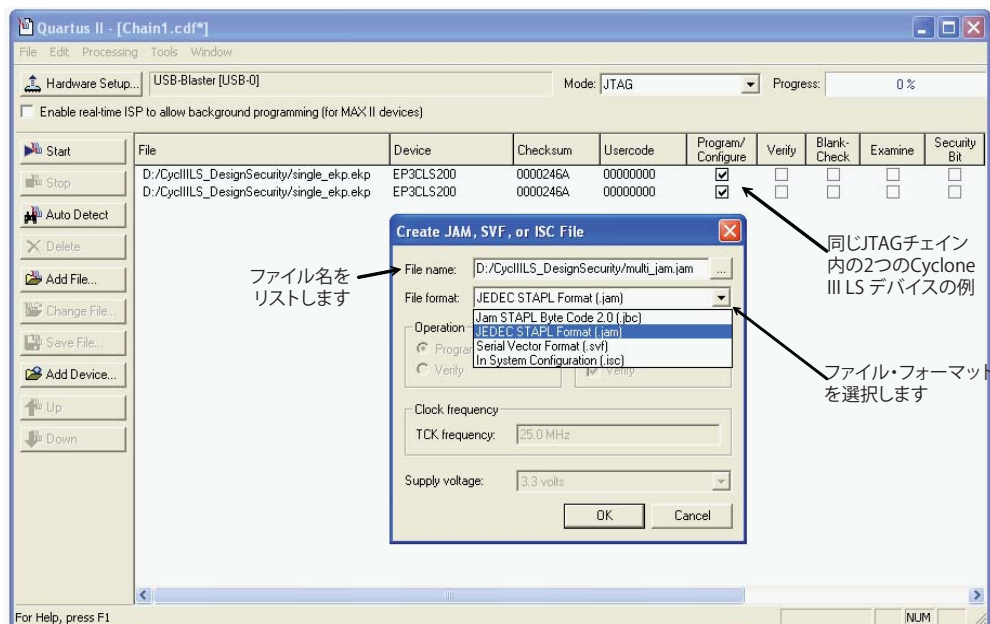 Quartus II - [Chain1.cdf*]
File Edit Processing Tools Window
Hardware Setup... USB-Blaster [USB-0] Mode: JTAG Progress: 0 %
Enable real-time ISP to allow background programming (for MAX II devices)
Start
Stop
Auto Detect
Delete
Add File...
Change File...
Save File...
Add Device...
Up
Down
File Device Checksum Usercode Program/Configure Verify Blank-Check Examine Security Bit
D:/CycIIILS_DesignSecurity/single_ekp.ekp EP3CLS200 0000246A 00000000
D:/CycIIILS_DesignSecurity/single_ekp.ekp EP3CLS200 0000246A 00000000
Create JAM, SVF, or ISC File
File name: D:/CycIIILS_DesignSecurity/multi_jam.jam ...
File format: JEDEC STAPL Format (.jam)
Jam STAPL Byte Code 2.0 (.jbc)
JEDEC STAPL Format (.jam)
Serial Vector Format (.svf)
In System Configuration (.isc)
Operation
Verify
Verify
Clock frequency
TCK frequency: 25.0 MHz
Supply voltage: 3.3 volts
OK Cancel
ファイル名を
リストします
同じJTAGチェイン
内の2つのCyclone
III LS デバイスの例
ファイル・フォーマット
を選択します
For Help, press F1
NUM